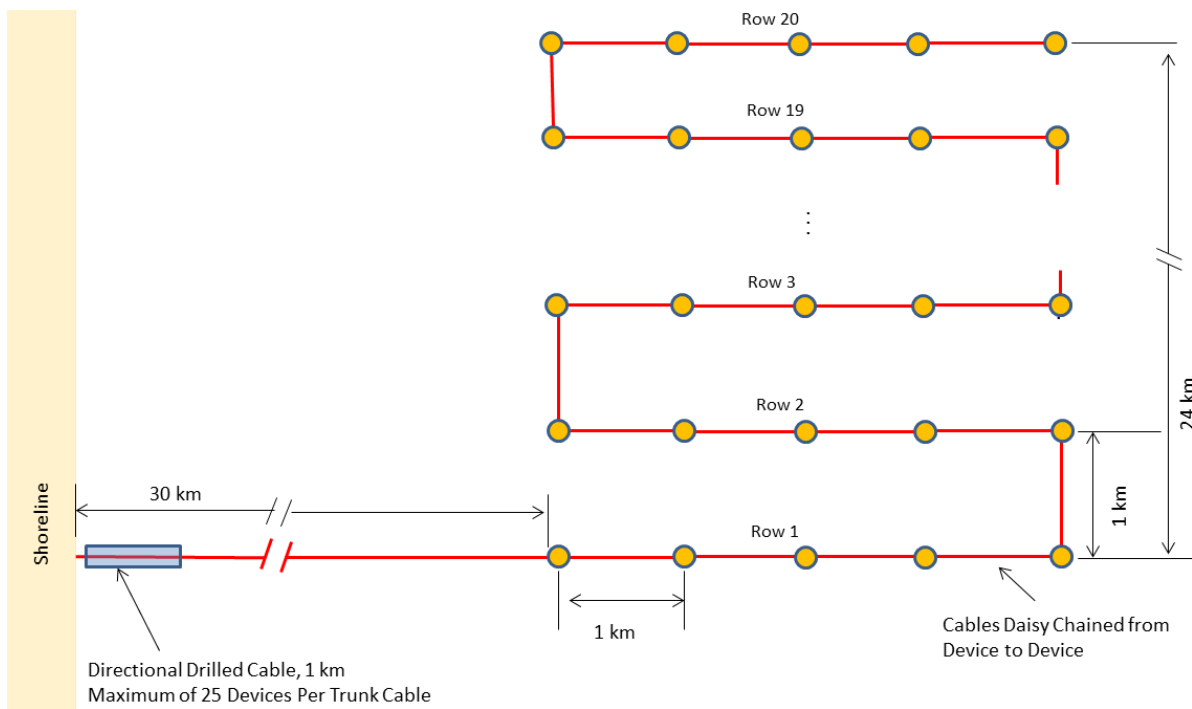 Row 20
Row 19
⋮
Row 3
Row 2
24 km
Shoreline
30 km
1 km
Row 1
1 km
Cables Daisy Chained from
Device to Device
Directional Drilled Cable, 1 km
Maximum of 25 Devices Per Trunk Cable